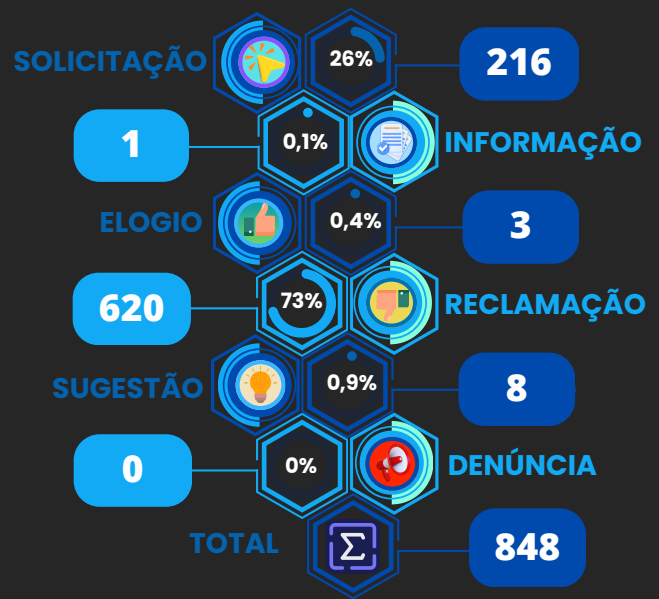 SOLICITAÇÃO 26% 216
1 0,1% INFORMAÇÃO
ELOGIO 0,4% 3
620 73% RECLAMAÇÃO
SUGESTÃO 0,9% 8
0 0% DENÚNCIA
TOTAL Σ 848